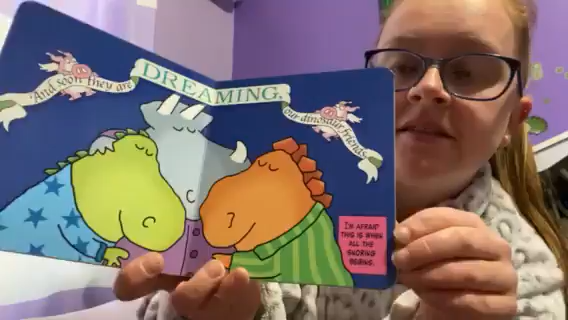 And soon they are DREAMING, our dinosaur friends.
I'M AFRAID
THIS IS WHEN
ALL THE
SNORING
BEGINS.